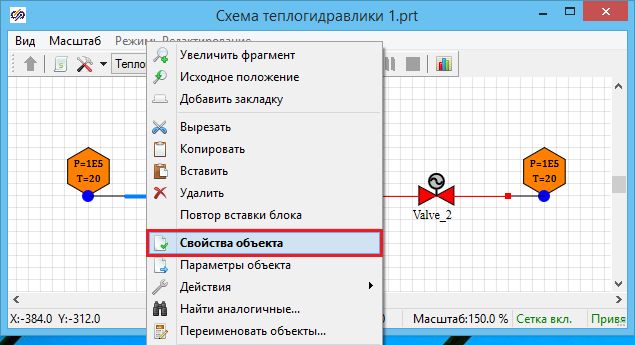 Схема теплогидравлики 1.prt
Вид Масштаб Режим Редактирование
Тепло
Увеличить фрагмент
Исходное положение
Добавить закладку
Вырезать
Копировать
Вставить
Удалить
Повтор вставки блока
Свойства объекта
Параметры объекта
Действия
Найти аналогичные...
Переименовать объекты...
P=1E5
T=20
P=1E5
T=20
Valve_2
X:-384.0 Y:-312.0 Масштаб:150.0 % Сетка вкл. Привя